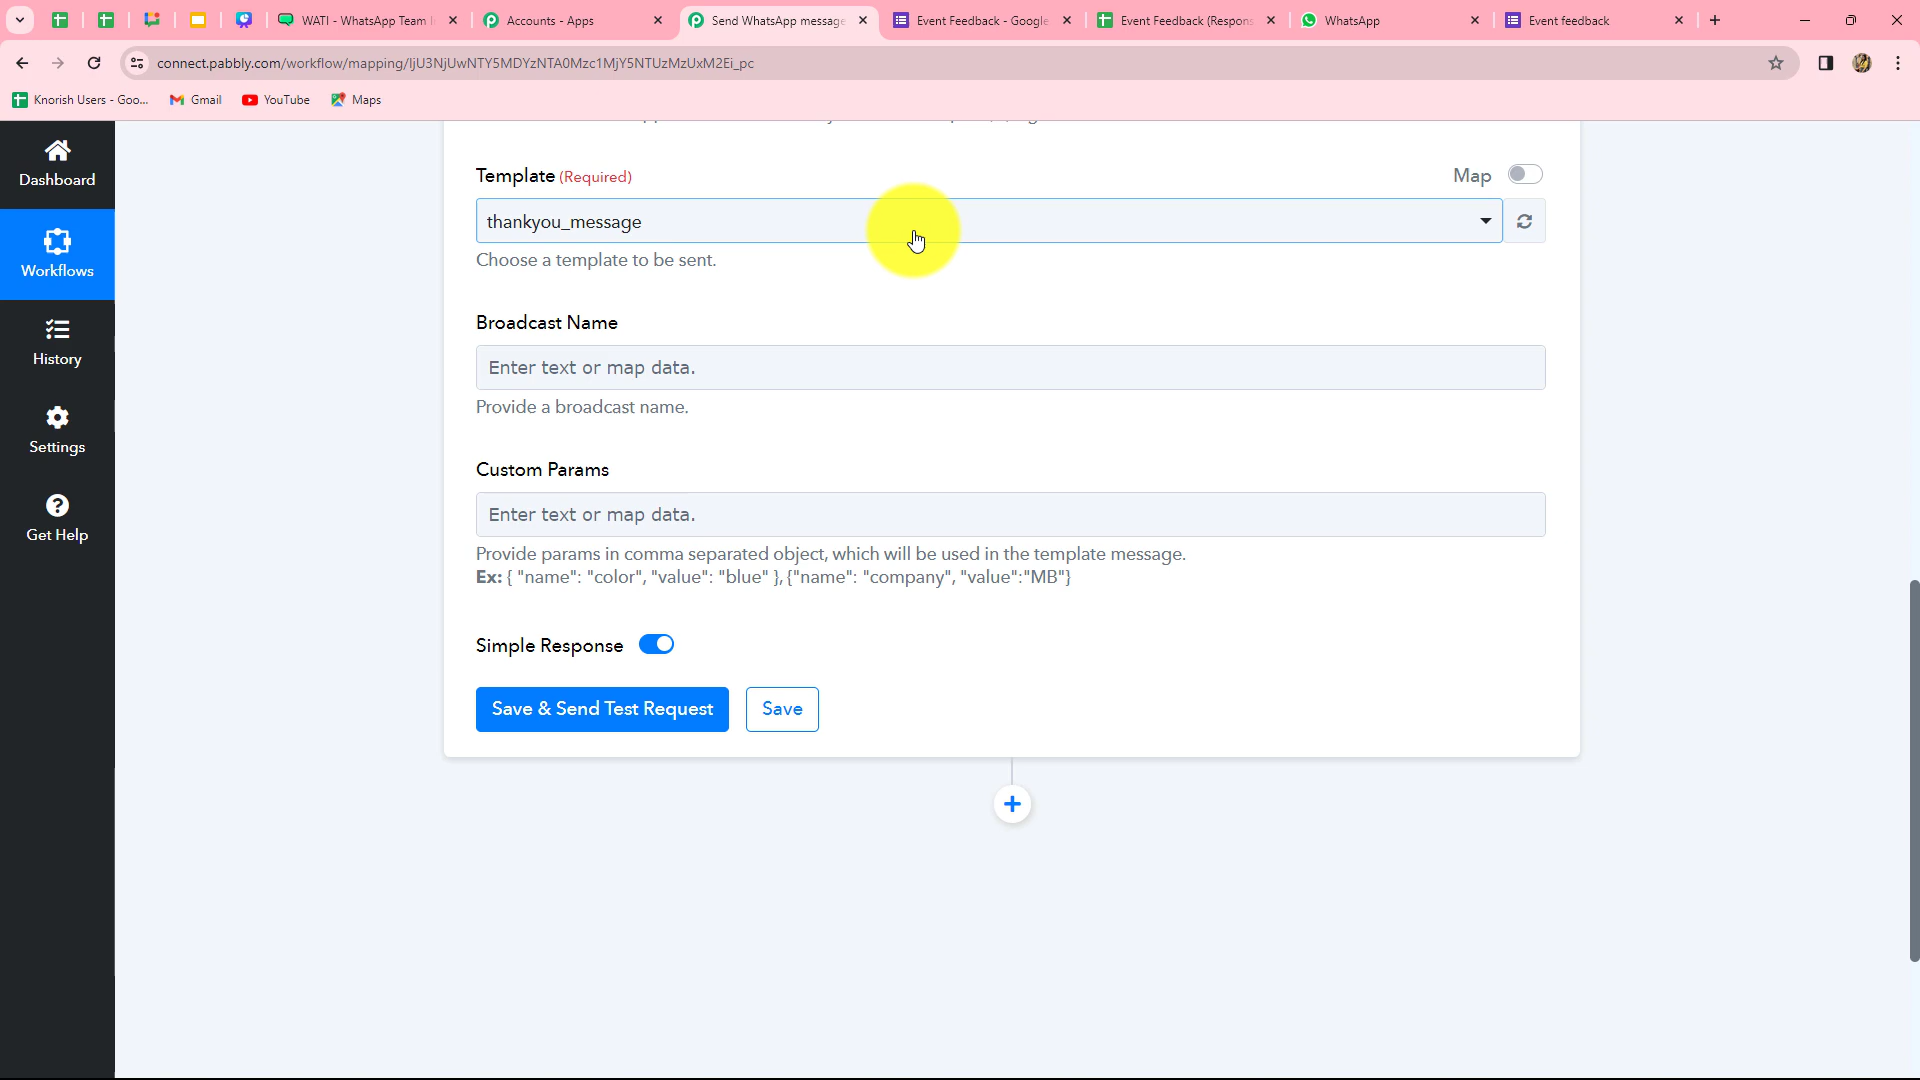 WATI - WhatsApp Team I
Accounts - Apps
Send WhatsApp message
Event Feedback - Google
Event Feedback (Respons
WhatsApp
Event feedback
connect.pabbly.com/workflow/mapping/IjU3NjUwNTY5MDYzNTA0Mzc1MjY5NTUzMzUxM2Ei_pc
Knorish Users - Goo...
Gmail
YouTube
Maps
Dashboard
Workflows
History
Settings
Get Help
Template (Required)
Map
thankyou_message
Choose a template to be sent.
Broadcast Name
Enter text or map data.
Provide a broadcast name.
Custom Params
Enter text or map data.
Provide params in comma separated object, which will be used in the template message.
Ex: { "name": "color", "value": "blue" }, {"name": "company", "value":"MB"}
Simple Response
Save & Send Test Request
Save